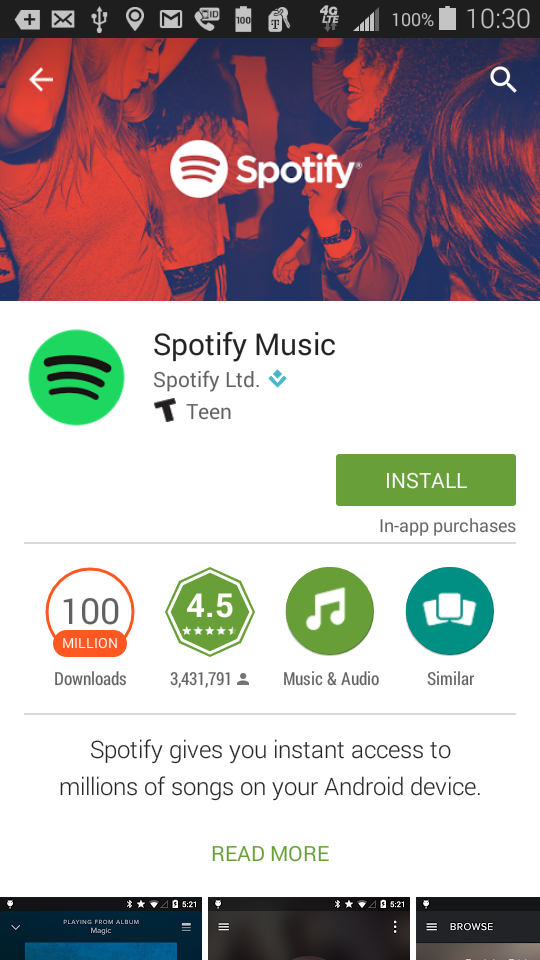 ID
100
4G
LTE
100%
10:30
Spotify®
Spotify Music
Spotify Ltd.
T Teen
INSTALL
In-app purchases
100
MILLION
4.5
Downloads
3,431,791
Music & Audio
Similar
Spotify gives you instant access to
millions of songs on your Android device.
READ MORE
5:21
PLAYING FROM ALBUM
Magic
5:21
BROWSE